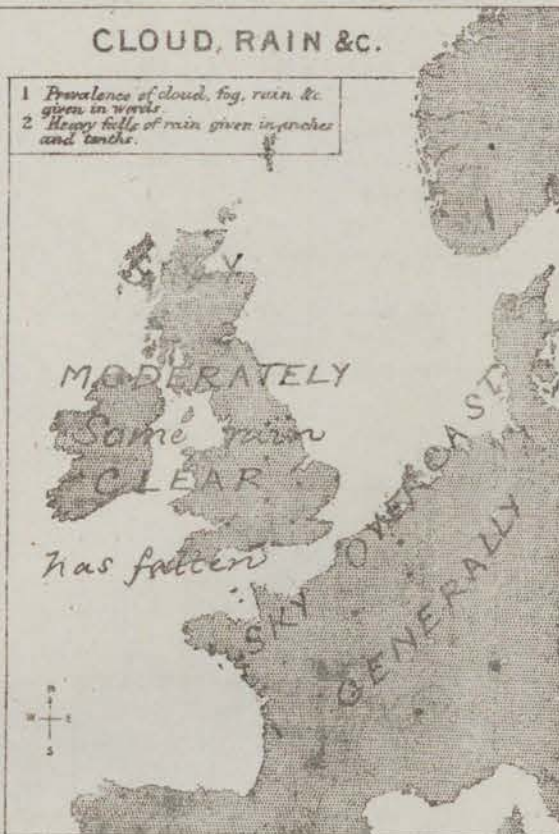 CLOUD, RAIN &c.
1 Prevalence of cloud, fog, rain &c
given in words.
2 Heavy falls of rain given in inches
and tenths.
SKY
MODERATELY
Some rain
CLEAR
has fallen
SKY OVERCAST
GENERALLY
N
W E
S